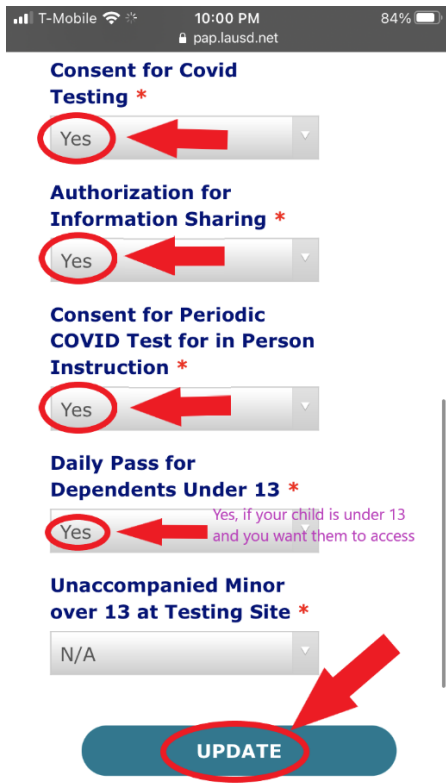 T-Mobile 10:00 PM 84%
pap.lausd.net
Consent for Covid
Testing *
Yes
Authorization for
Information Sharing *
Yes
Consent for Periodic
COVID Test for in Person
Instruction *
Yes
Daily Pass for
Dependents Under 13 *
Yes
Yes, if your child is under 13
and you want them to access
Unaccompanied Minor
over 13 at Testing Site *
N/A
UPDATE